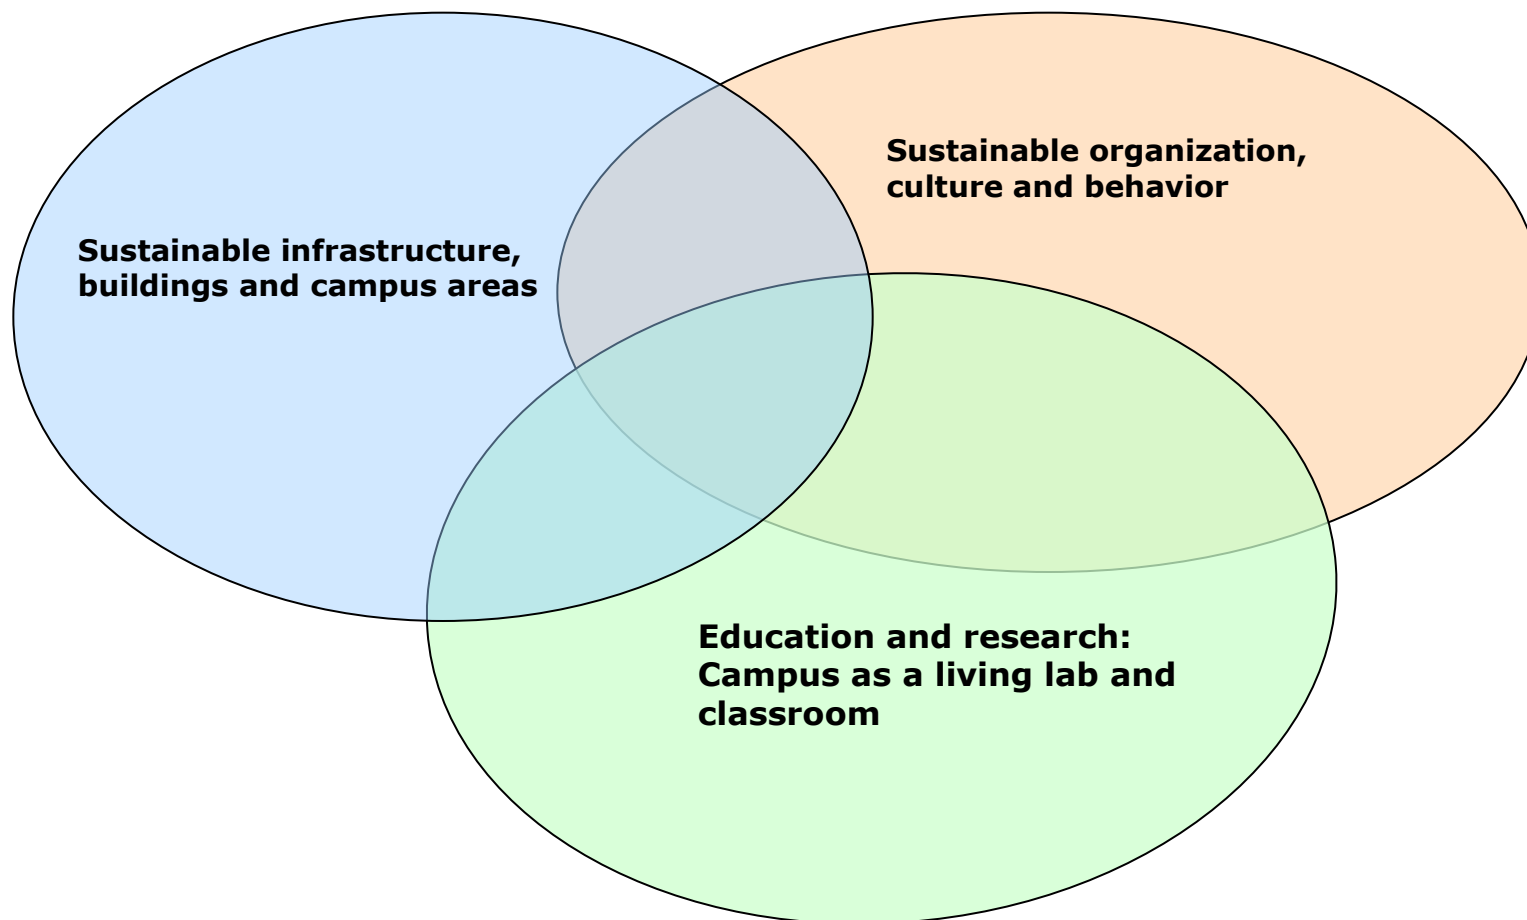 Sustainable organization,
culture and behavior
Sustainable infrastructure,
buildings and campus areas
Education and research:
Campus as a living lab and
classroom